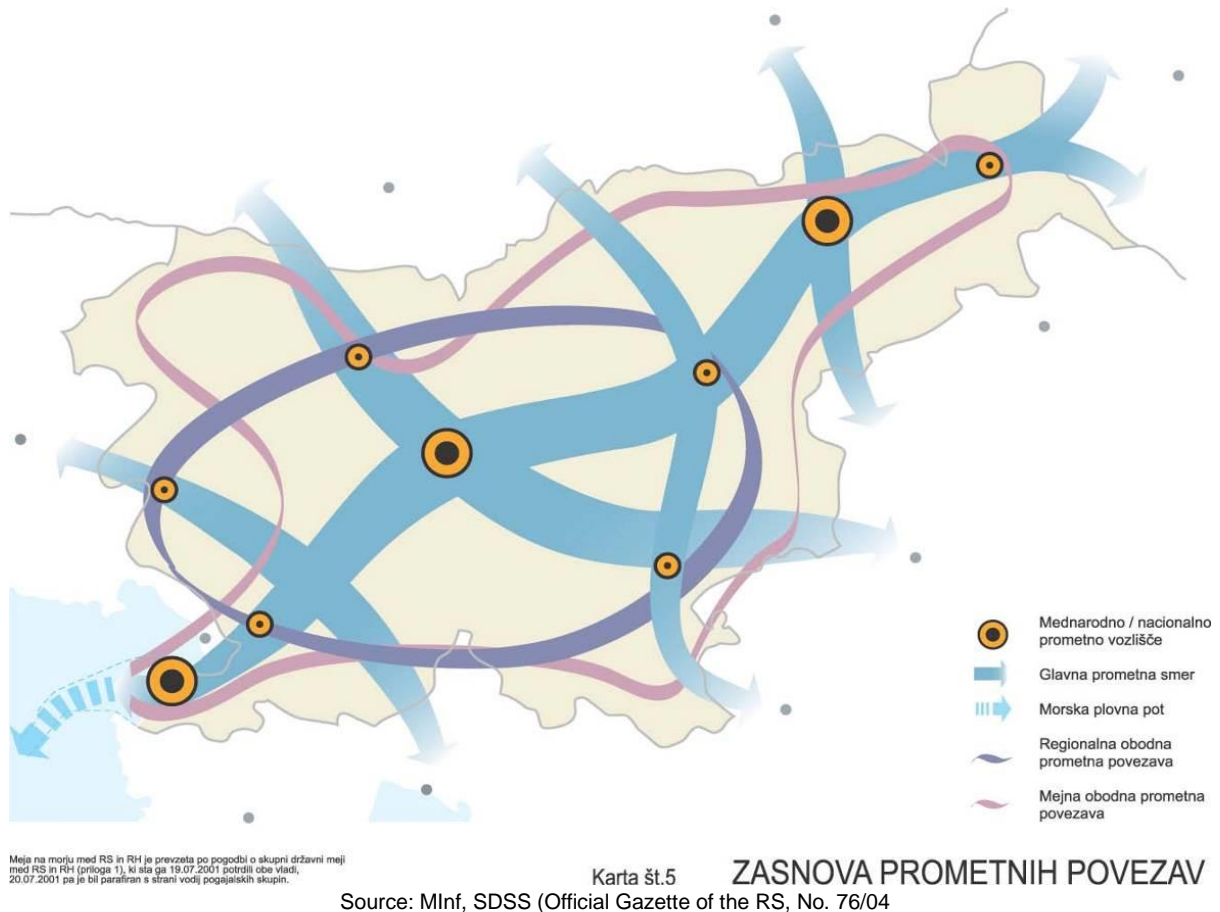 Mednarodno / nacionalno
prometno vozlišče
Glavna prometna smer
Morska plovna pot
Regionalna obodna
prometna povezava
Mejna obodna prometna
povezava
Meja na morju med RS in RH je prevzeta po pogodbi o skupni državni meji
med RS in RH (priloga 1), ki sta ga 19.07.2001 potrdili obe vladi,
20.07.2001 pa je bil parafiran s strani vodij pogajalskih skupin.
Karta št.5
ZASNOVA PROMETNIH POVEZAV
Source: MInf, SDSS (Official Gazette of the RS, No. 76/04